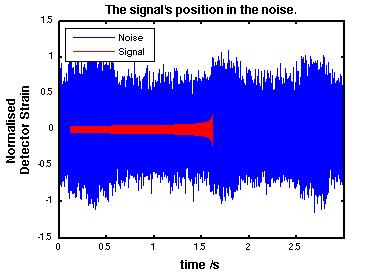 The signal's position in the noise.
Noise
Signal
1.5
1
0.5
0
-0.5
-1
-1.5
Normalised
Detector Strain
0 0.5 1 1.5 2 2.5
time /s